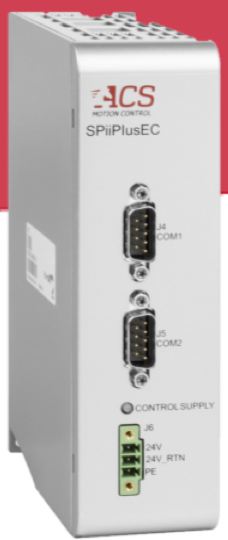 ACS
MOTION CONTROL
SPiiPlusEC
J4
COM1
J5
COM2
CONTROL SUPPLY
J6
24V
24V_RTN
PE